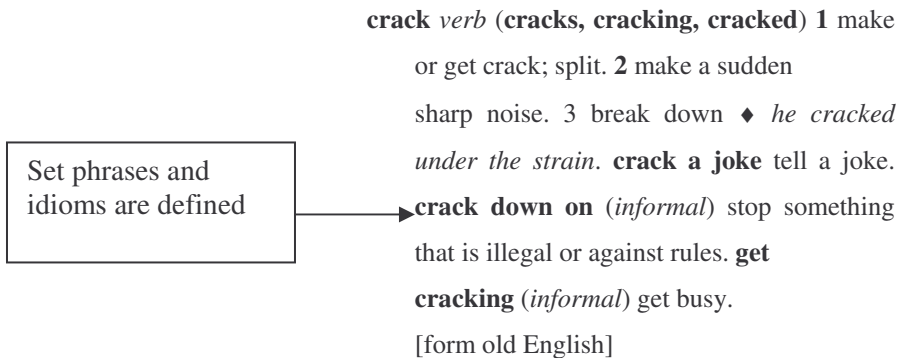 crack verb (cracks, cracking, cracked) 1 make
or get crack; split. 2 make a sudden
sharp noise. 3 break down ♦ he cracked
under the strain. crack a joke tell a joke.
crack down on (informal) stop something
that is illegal or against rules. get
cracking (informal) get busy.
[form old English]
Set phrases and
idioms are defined